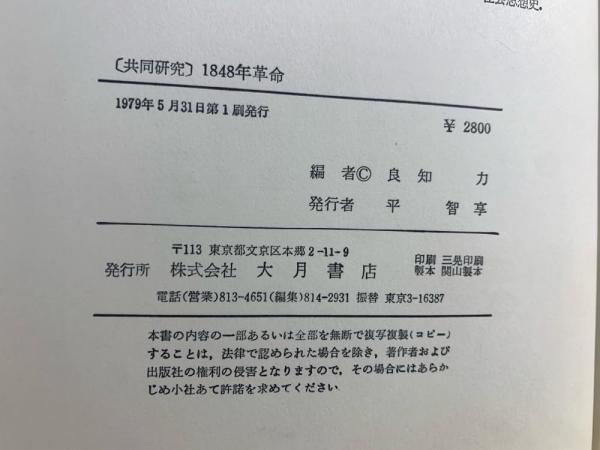 社会思想史.
〔共同研究〕1848年革命
1979年5月31日第1刷発行
¥ 2800
編者© 良知 力
発行者 平 智享
〒113 東京都文京区本郷2-11-9
発行所 株式会社 大月書店
印刷 三晃印刷
製本 関山製本
電話(営業)813-4651(編集)814-2931 振替 東京3-16387
本書の内容の一部あるいは全部を無断で複写複製(コピー)
することは,法律で認められた場合を除き,著作者および
出版社の権利の侵害となりますので,その場合にはあらか
じめ小社あて許諾を求めてください